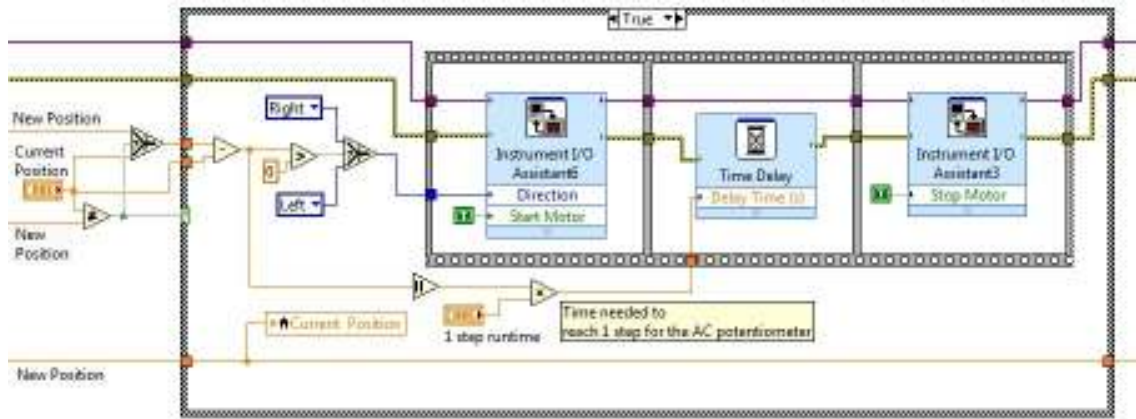 True
New Position
Current
Position
New
Position
Right
0
Left
Instrument I/O
Assistant6
Direction
Start Motor
Time Delay
Delay Time (s)
Instrument I/O
Assistant3
Stop Motor
Current Position
1 step runtime
Time needed to
reach 1 step for the AC potentiometer
New Position